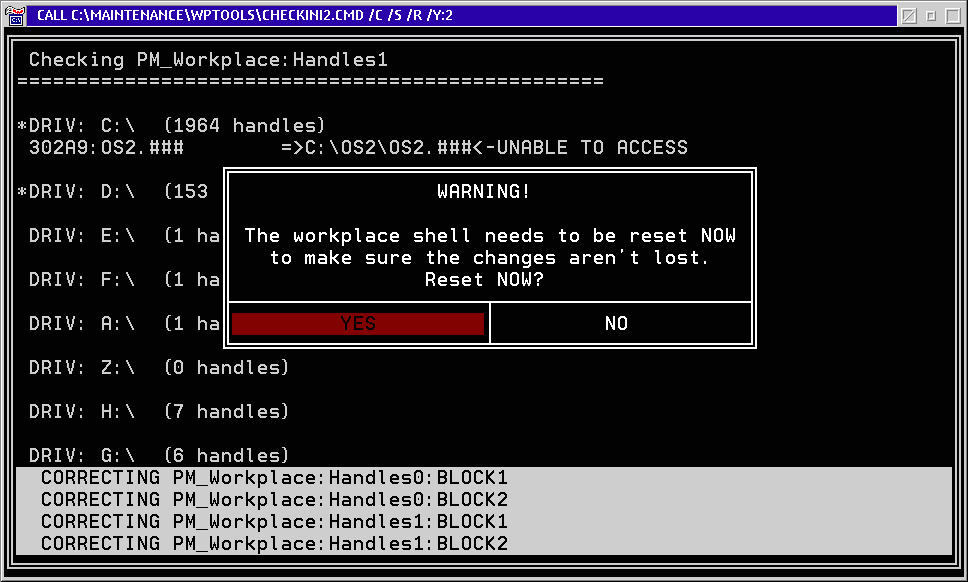 CALL C:\MAINTENANCE\WPTOOLS\CHECKINI2.CMD /C /S /R /Y:2
Checking PM_Workplace:Handles1
=================================================
*DRIV: C:\ (1964 handles)
302A9:OS2.### =>C:\OS2\OS2.###<-UNABLE TO ACCESS
*DRIV: D:\ (153
WARNING!
DRIV: E:\ (1 ha
The workplace shell needs to be reset NOW
to make sure the changes aren't lost.
DRIV: F:\ (1 ha
Reset NOW?
DRIV: A:\ (1 ha
YES NO
DRIV: Z:\ (0 handles)
DRIV: H:\ (7 handles)
DRIV: G:\ (6 handles)
CORRECTING PM_Workplace:Handles0:BLOCK1
CORRECTING PM_Workplace:Handles0:BLOCK2
CORRECTING PM_Workplace:Handles1:BLOCK1
CORRECTING PM_Workplace:Handles1:BLOCK2